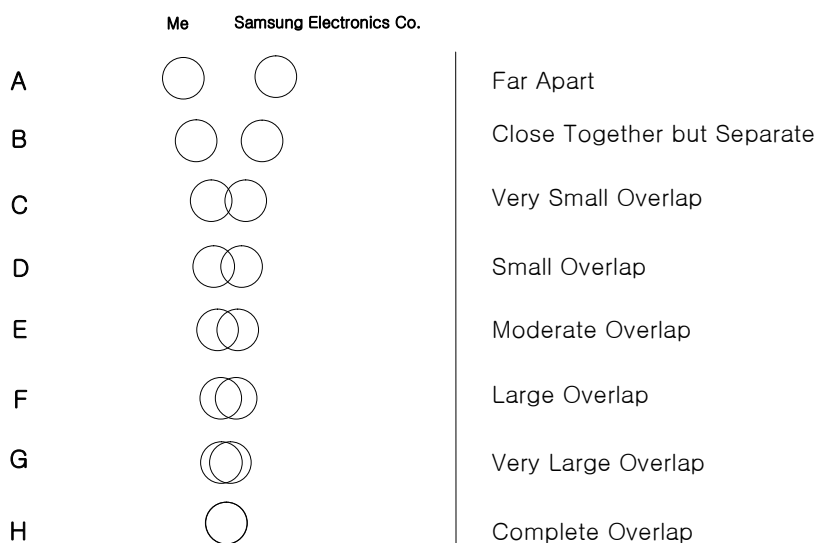 Me Samsung Electronics Co.
A Far Apart
B Close Together but Separate
C Very Small Overlap
D Small Overlap
E Moderate Overlap
F Large Overlap
G Very Large Overlap
H Complete Overlap